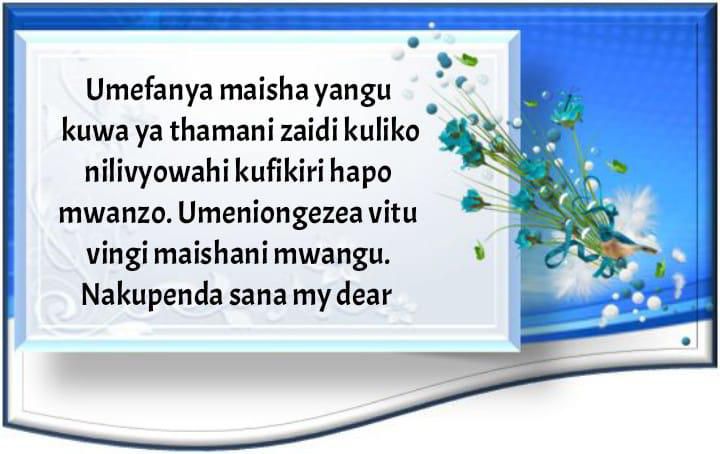 Umefanya maisha yangu
kuwa ya thamani zaidi kuliko
nilivyowahi kufikiri hapo
mwanzo. Umeniongezea vitu
vingi maishani mwangu.
Nakupenda sana my dear